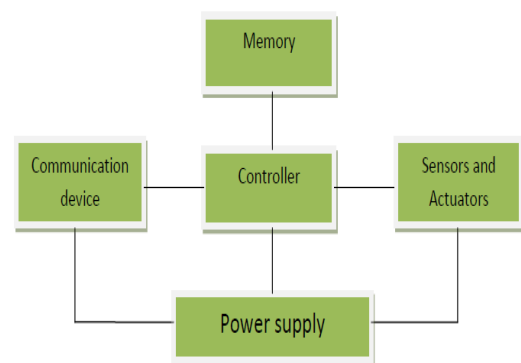 Memory
Communication
device
Controller
Sensors and
Actuators
Power supply